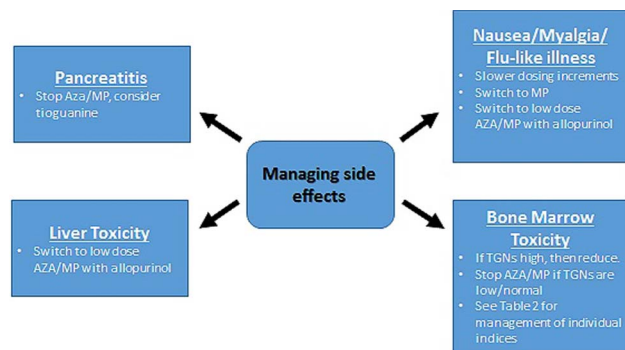 Pancreatitis
• Stop Aza/MP, consider
tioguanine
Nausea/Myalgia/
Flu-like illness
• Slower dosing increments
• Switch to MP
• Switch to low dose
AZA/MP with allopurinol
Managing side
effects
Liver Toxicity
• Switch to low dose
AZA/MP with allopurinol
Bone Marrow
Toxicity
• If TGNs high, then reduce.
• Stop AZA/MP if TGNs are
low/normal
• See Table 2 for
management of individual
indices